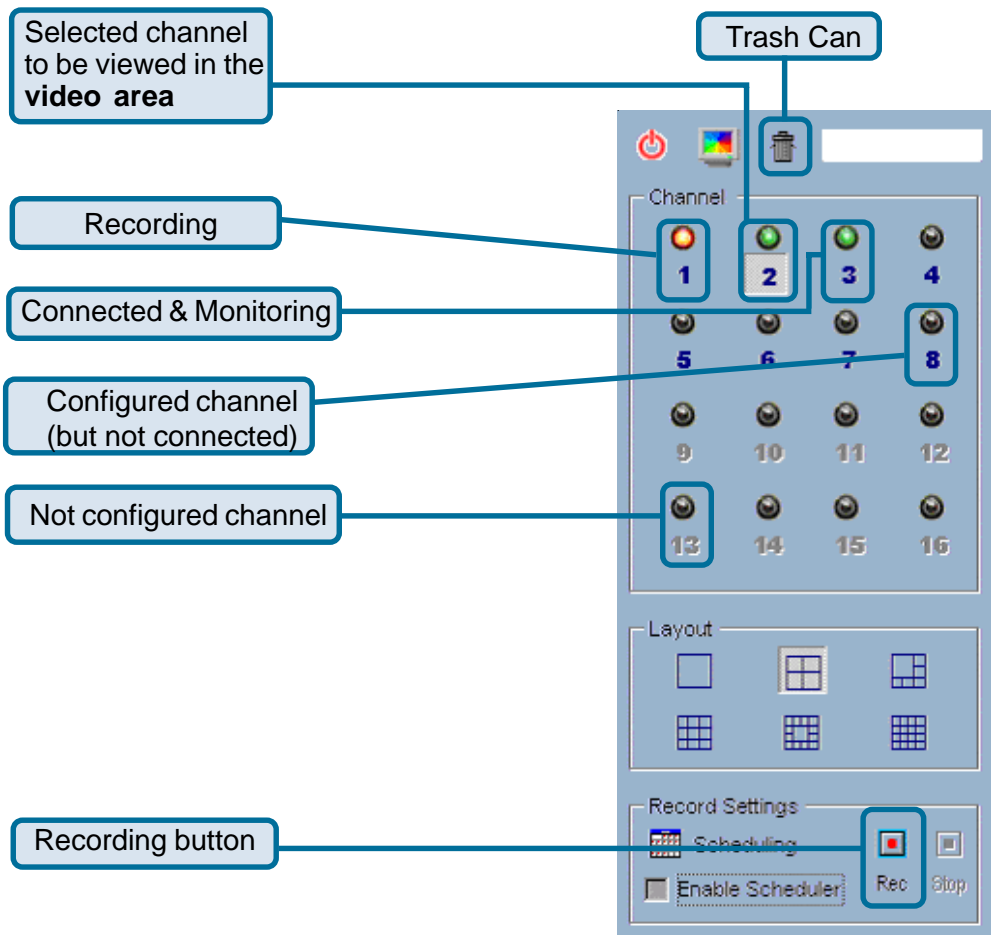 Selected channel
to be viewed in the
video area
Trash Can
Recording
Connected & Monitoring
Configured channel
(but not connected)
Not configured channel
Recording button
Channel
1 2 3 4
5 6 7 8
9 10 11 12
13 14 15 16
Layout
Record Settings
Scheduling
Enable Scheduler
Rec Stop